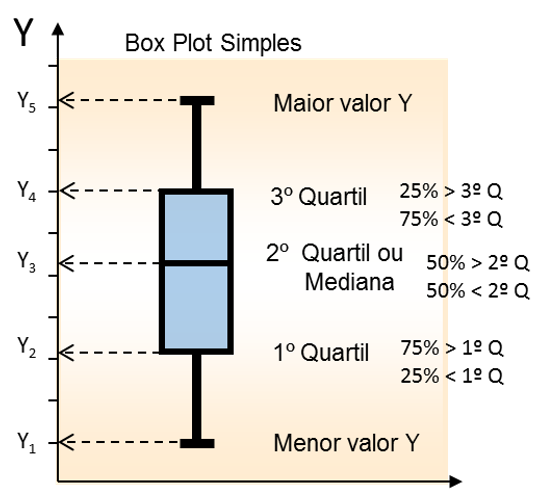 Y
Box Plot Simples
Y5
Maior valor Y
Y4
3º Quartil
25% > 3º Q
75% < 3º Q
Y3
2º Quartil ou
Mediana
50% > 2º Q
50% < 2º Q
Y2
1º Quartil
75% > 1º Q
25% < 1º Q
Y1
Menor valor Y